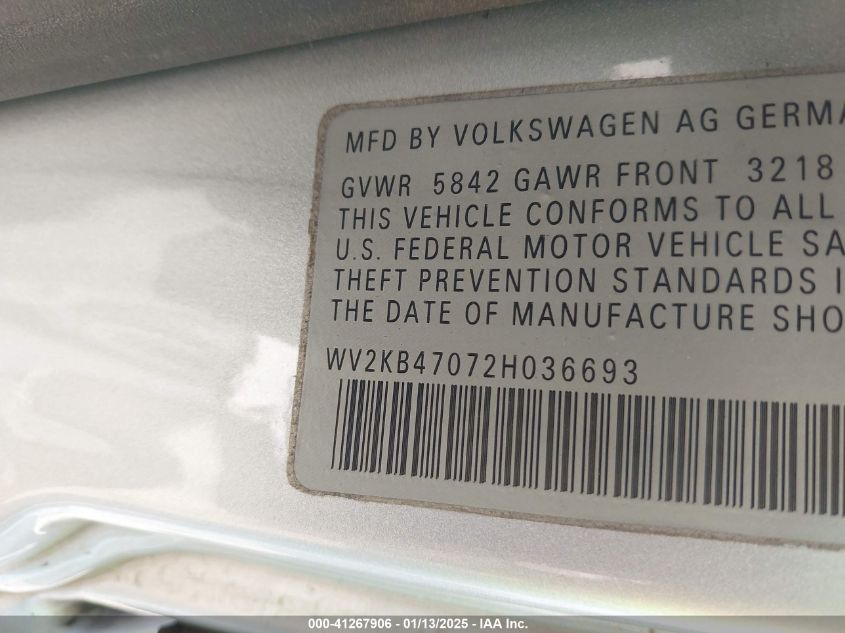 MFD BY VOLKSWAGEN AG GERMA
GVWR 5842 GAWR FRONT 3218
THIS VEHICLE CONFORMS TO ALL
U.S. FEDERAL MOTOR VEHICLE SA
THEFT PREVENTION STANDARDS I
THE DATE OF MANUFACTURE SHO
WV2KB47072H036693
000-41267906 - 01/13/2025 - IAA Inc.